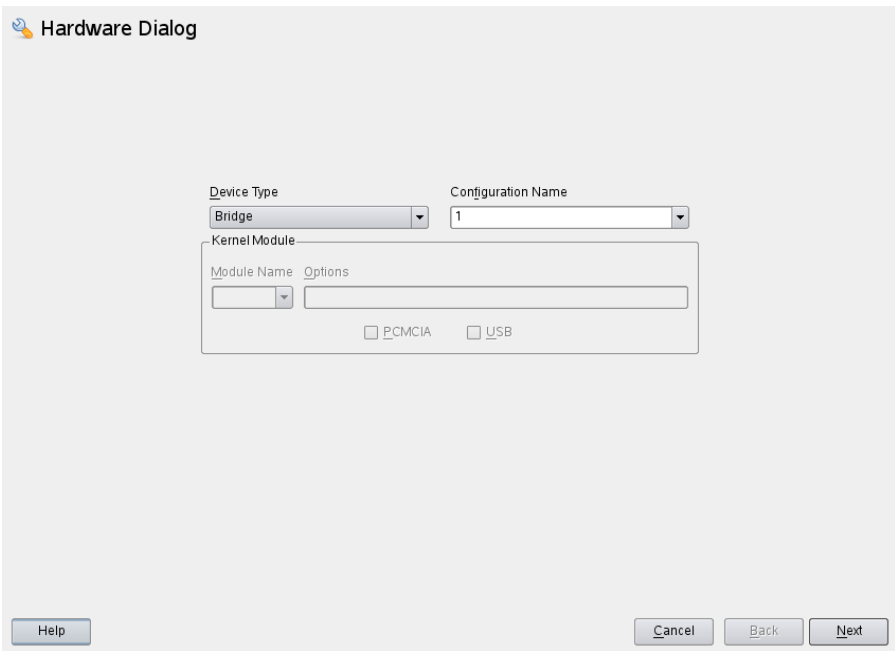 Hardware Dialog
Device Type Configuration Name
Bridge 1
Kernel Module
Module Name Options
PCMCIA USB
Help Cancel Back Next